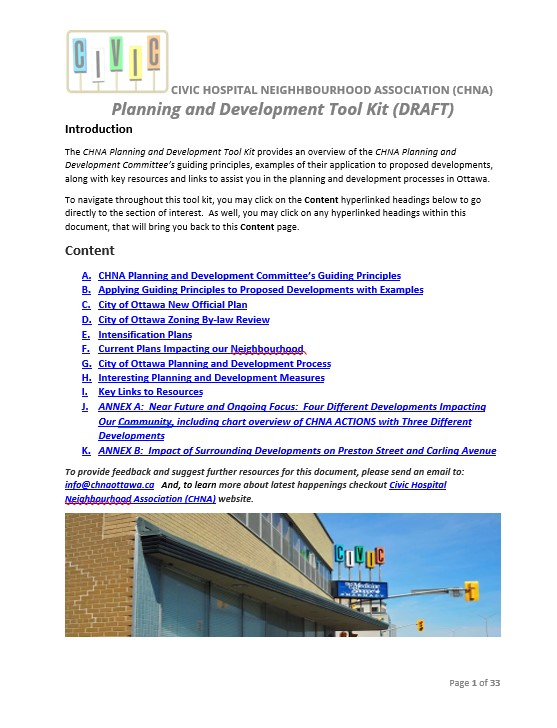 CIVIC
CIVIC HOSPITAL NEIGHHBOURHOOD ASSOCIATION (CHNA)
Planning and Development Tool Kit (DRAFT)
Introduction
The CHNA Planning and Development Tool Kit provides an overview of the CHNA Planning and
Development Committee's guiding principles, examples of their application to proposed developments,
along with key resources and links to assist you in the planning and development processes in Ottawa.
To navigate throughout this tool kit, you may click on the Content hyperlinked headings below to go
directly to the section of interest. As well, you may click on any hyperlinked headings within this
document, that will bring you back to this Content page.
Content
A. CHNA Planning and Development Committee's Guiding Principles
B. Applying Guiding Principles to Proposed Developments with Examples
C. City of Ottawa New Official Plan
D. City of Ottawa Zoning By-law Review
E. Intensification Plans
F. Current Plans Impacting our Neighbourhood
G. City of Ottawa Planning and Development Process
H. Interesting Planning and Development Measures
I. Key Links to Resources
J. ANNEX A: Near Future and Ongoing Focus: Four Different Developments Impacting
Our Community, including chart overview of CHNA ACTIONS with Three Different
Developments
K. ANNEX B: Impact of Surrounding Developments on Preston Street and Carling Avenue
To provide feedback and suggest further resources for this document, please send an email to:
info@chnaottawa.ca And, to learn more about latest happenings checkout Civic Hospital
Neighbourhood Association (CHNA) website.
CIVIC
The Medicine
Shoppe
PHARMACY
Page 1 of 33